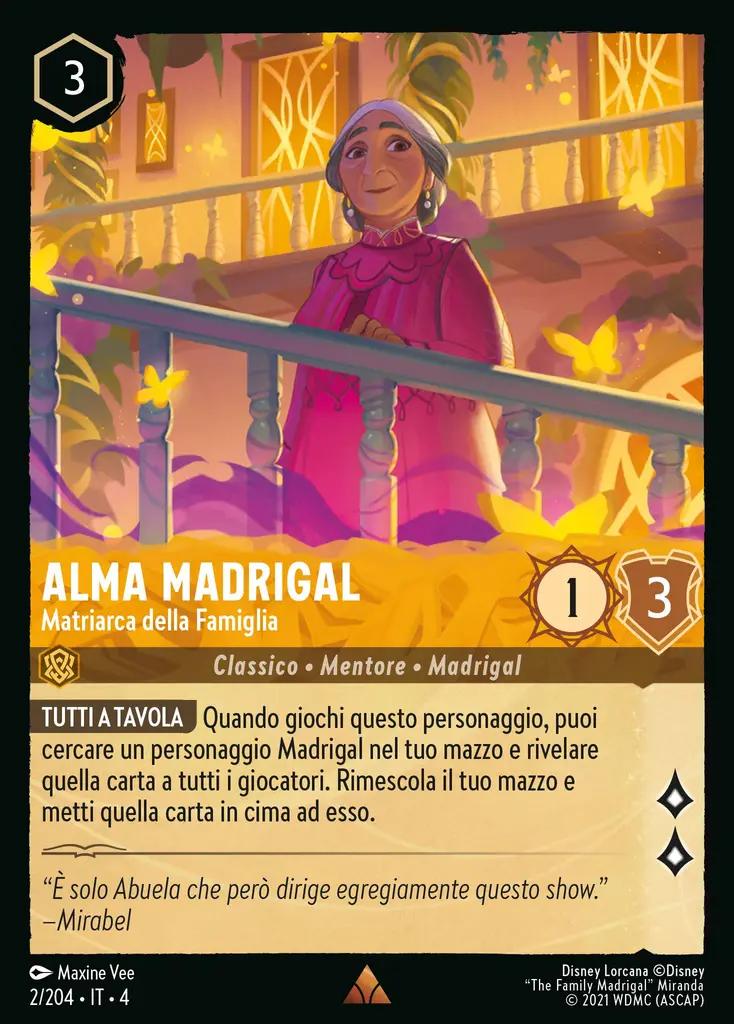 3
ALMA MADRIGAL
Matriarca della Famiglia
1
3
Classico • Mentore • Madrigal
TUTTI A TAVOLA Quando giochi questo personaggio, puoi
cercare un personaggio Madrigal nel tuo mazzo e rivelare
quella carta a tutti i giocatori. Rimescola il tuo mazzo e
metti quella carta in cima ad esso.
“È solo Abuela che però dirige egregiamente questo show.”
–Mirabel
Maxine Vee
2/204 • IT • 4
Disney Lorcana ©Disney
“The Family Madrigal” Miranda
© 2021 WDMC (ASCAP)